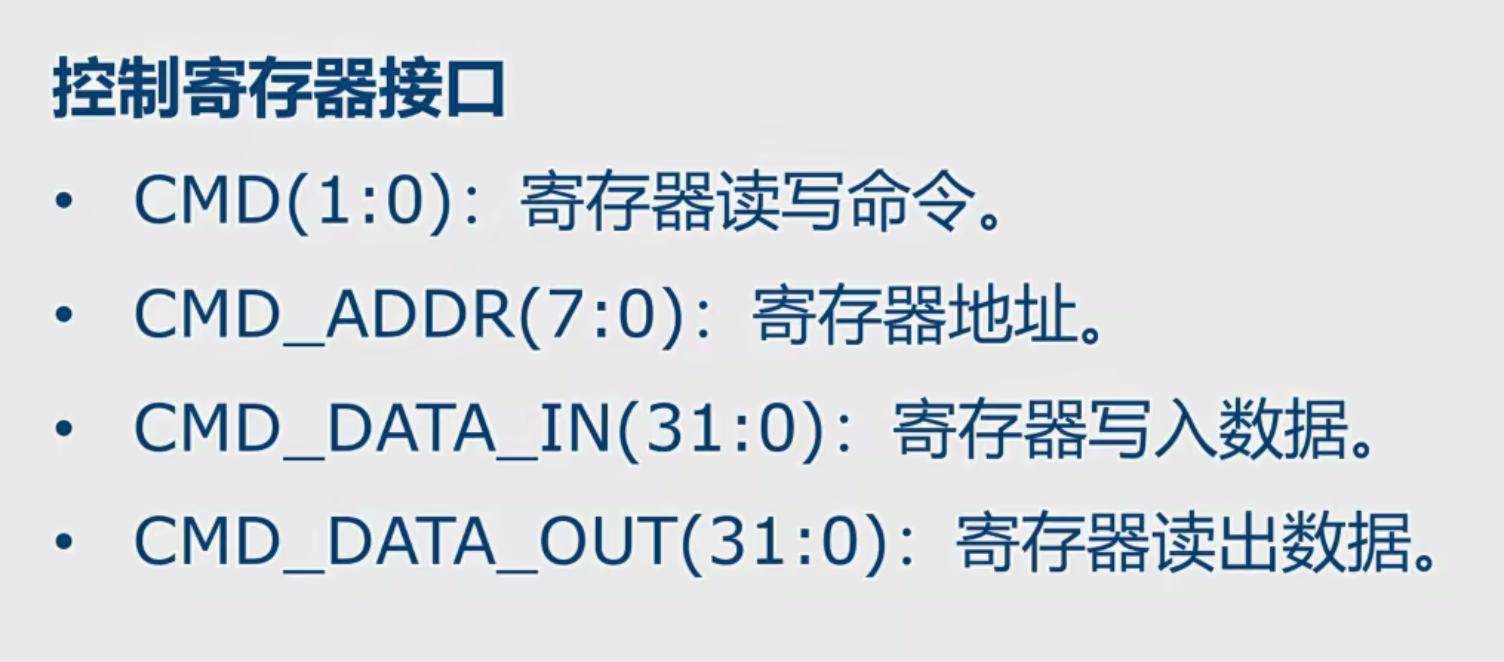 控制寄存器接口
• CMD(1:0)：寄存器读写命令。
• CMD_ADDR(7:0)：寄存器地址。
• CMD_DATA_IN(31:0)：寄存器写入数据。
• CMD_DATA_OUT(31:0)：寄存器读出数据。